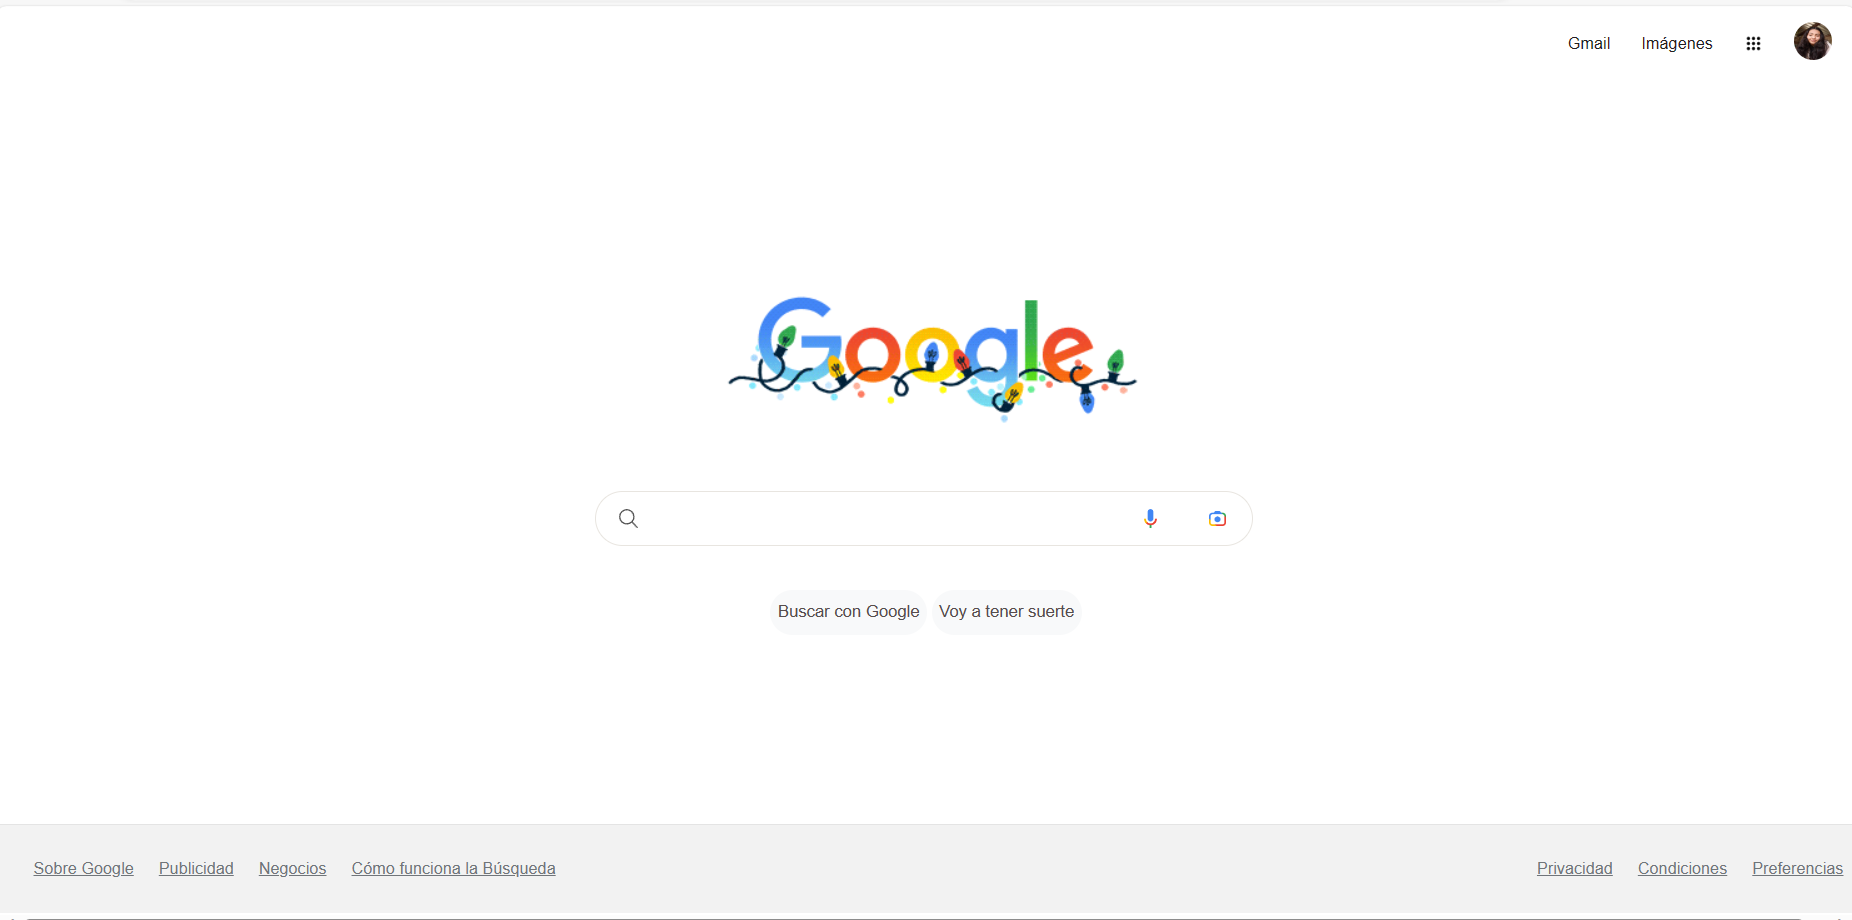 Gmail Imágenes
Google
Buscar con Google Voy a tener suerte
Sobre Google Publicidad Negocios Cómo funciona la Búsqueda Privacidad Condiciones Preferencias